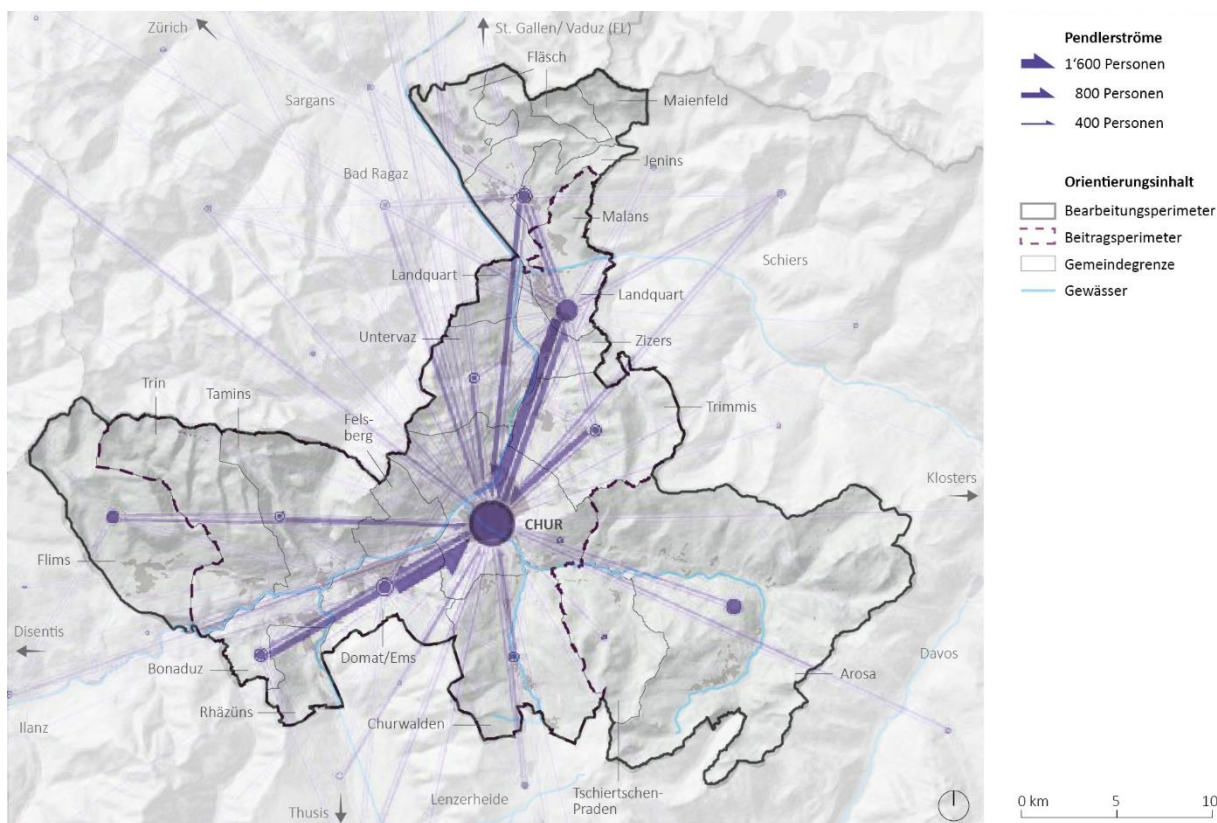 Zürich
St. Gallen/ Vaduz (FL)
Fläsch
Sargans
Maienfeld
Jenins
Bad Ragaz
Malans
Schiers
Landquart
Landquart
Untervaz
Zizers
Trin
Tamins
Trimmis
Fels-
berg
Klosters
CHUR
Flims
Disentis
Bonaduz
Domat/Ems
Davos
Arosa
Rhäzüns
Churwalden
Ilanz
Tschiertschen-
Praden
Lenzerheide
Thusis
Pendlerströme
1'600 Personen
800 Personen
400 Personen
Orientierungsinhalt
Bearbeitungsperimeter
Beitragsperimeter
Gemeindegrenze
Gewässer
0 km 5 10